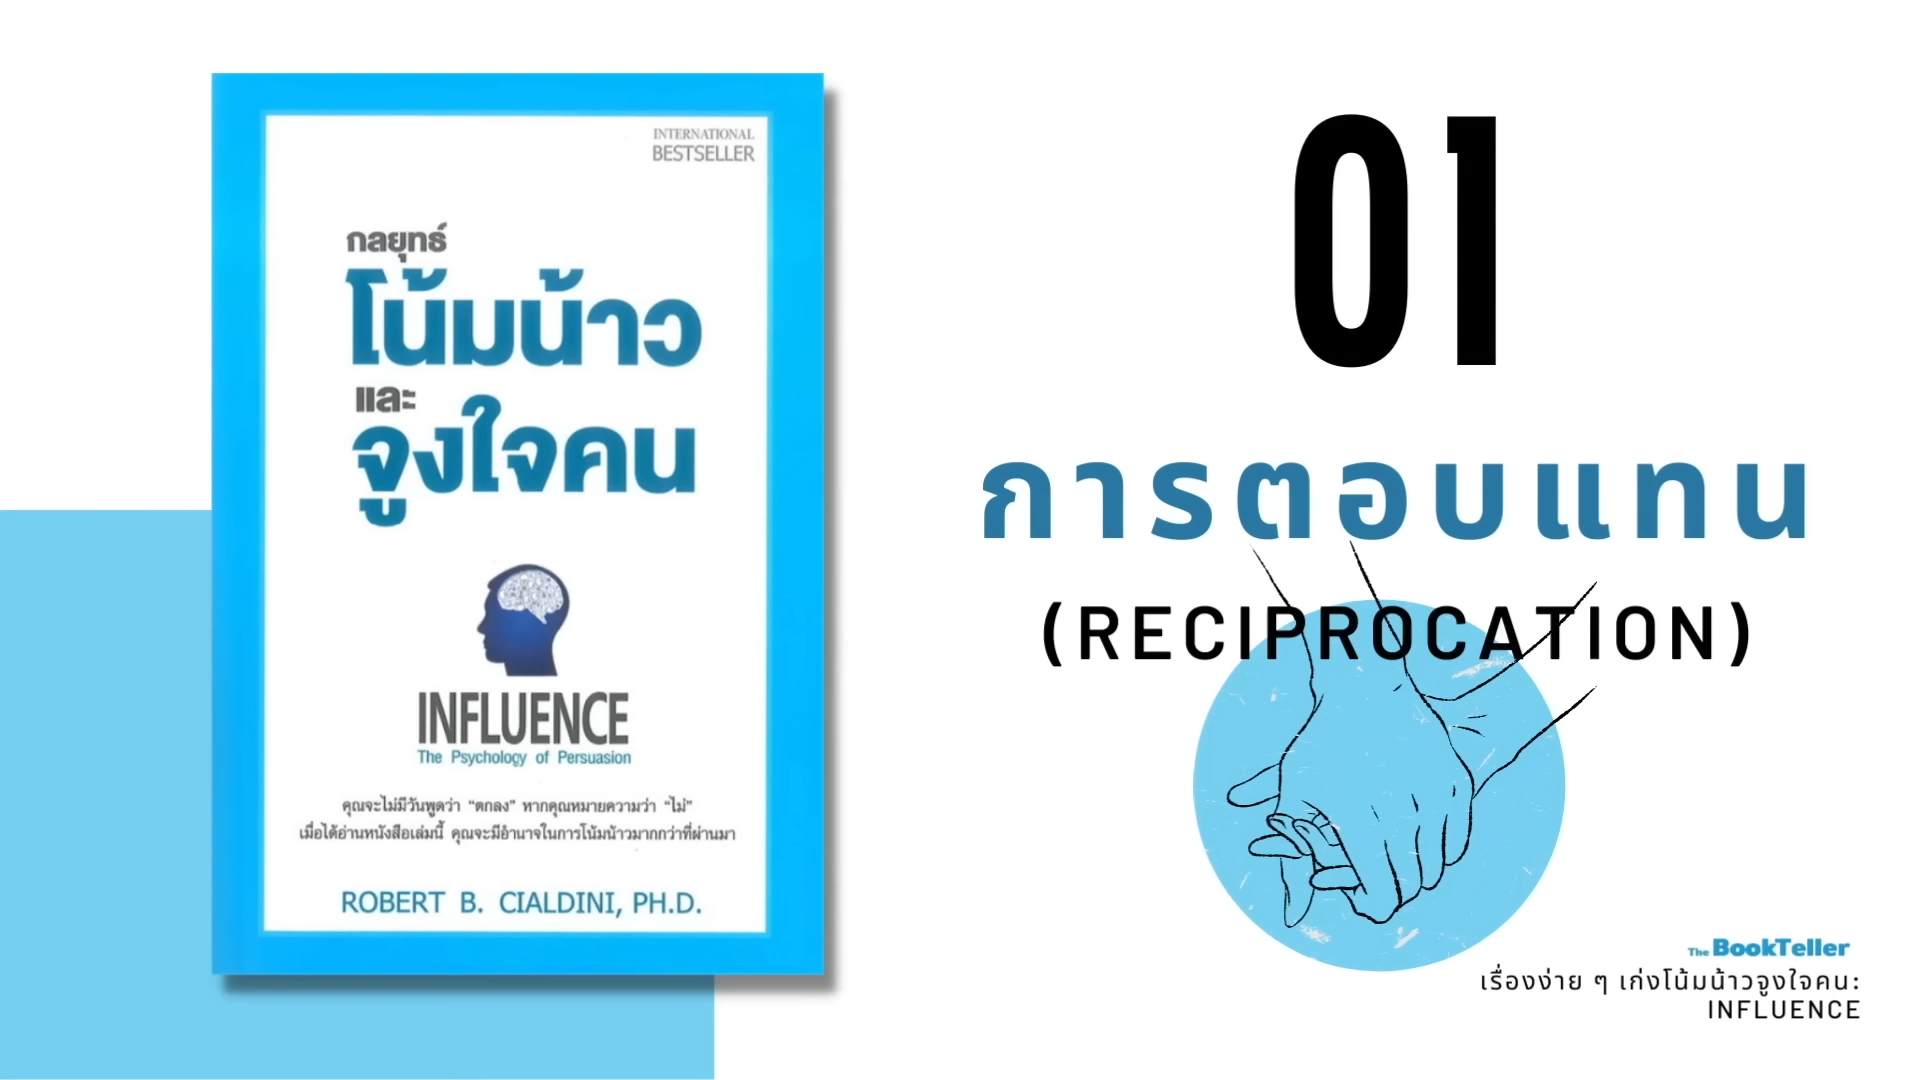 INTERNATIONAL
BESTSELLER
กลยุทธ์
โน้มน้าว
และ
จูงใจคน
INFLUENCE
The Psychology of Persuasion
คุณจะไม่มีวันพูดว่า “ตกลง” หากคุณหมายความว่า “ไม่”
เมื่อได้อ่านหนังสือเล่มนี้ คุณจะมีอำนาจในการโน้มน้าวมากกว่าที่ผ่านมา
ROBERT B. CIALDINI, PH.D.
01
การตอบแทน
(RECIPROCATION)
The BookTeller
เรื่องง่าย ๆ เก่งโน้มน้าวจูงใจคน:
INFLUENCE